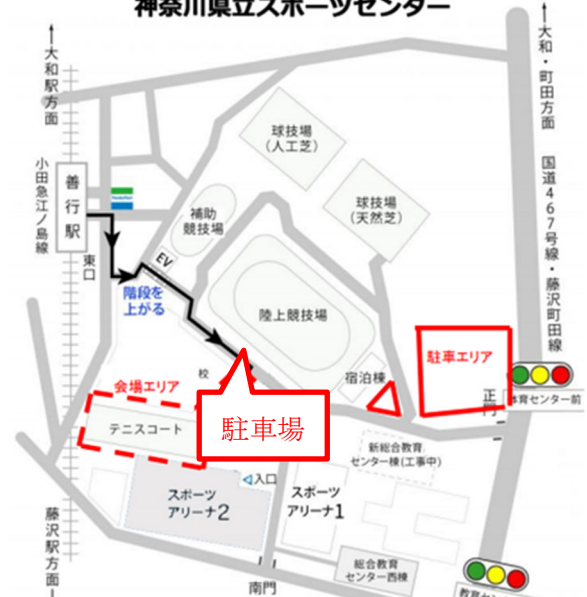 神奈川県立スポーツセンター
↑大和駅方面
↑大和・町田方面
国道467号線・藤沢町田線
小田急江ノ島線
善行駅
FamilyMart
東口
EV
階段を
上がる
補助
競技場
球技場
(人工芝)
球技場
(天然芝)
陸上競技場
宿泊棟
駐車エリア
正門
体育センター前
会場エリア
校
駐車場
テニスコート
入口
スポーツ
アリーナ2
スポーツ
アリーナ1
新総合教育
センター棟(工事中)
総合教育
センター西棟
南門
藤沢駅方面